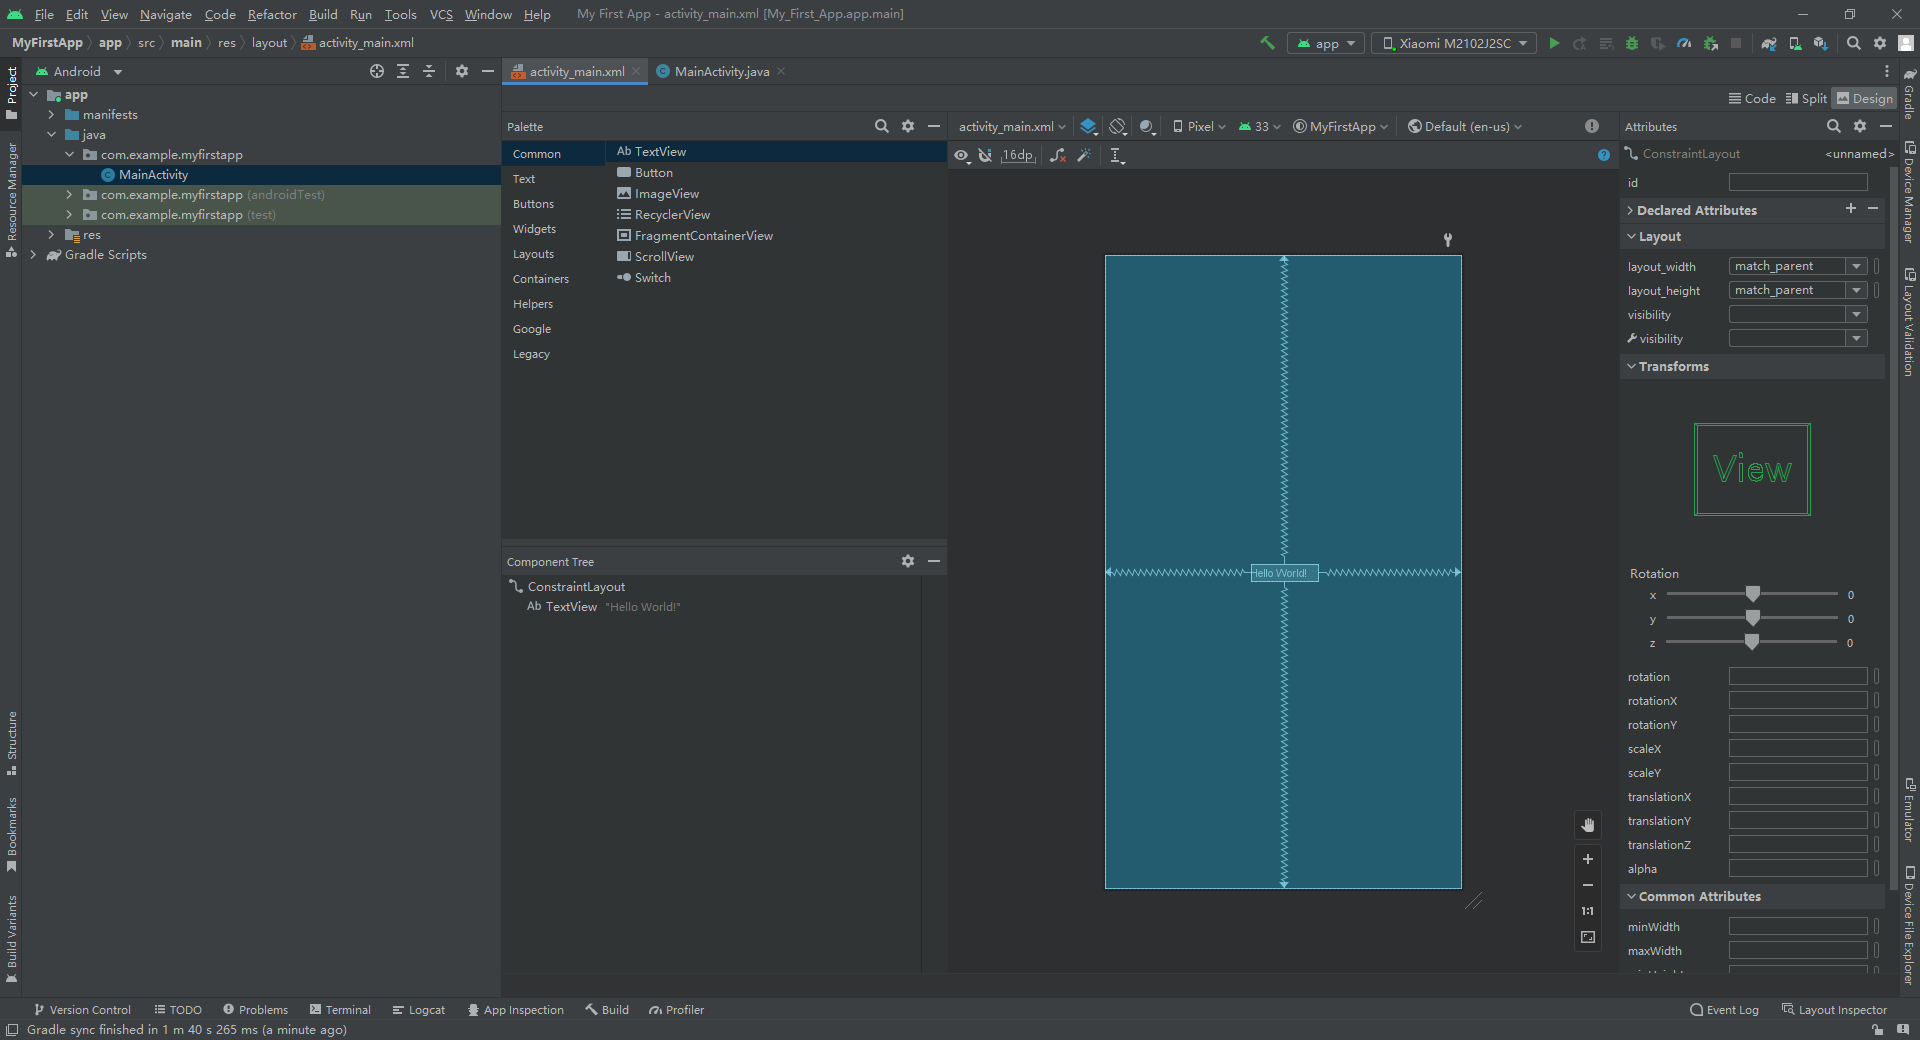 File Edit View Navigate Code Refactor Build Run Tools VCS Window Help My First App - activity_main.xml [My_First_App.app.main]
MyFirstApp app src main res layout activity_main.xml
app Xiaomi M2102J2SC
Project
Resource Manager
Structure
Bookmarks
Build Variants
Android
app
manifests
java
com.example.myfirstapp
MainActivity
com.example.myfirstapp (androidTest)
com.example.myfirstapp (test)
res
Gradle Scripts
activity_main.xml MainActivity.java
Code Split Design
Palette
Common
Text
Buttons
Widgets
Layouts
Containers
Helpers
Google
Legacy
Ab TextView
Button
ImageView
RecyclerView
FragmentContainerView
ScrollView
Switch
Component Tree
ConstraintLayout
Ab TextView "Hello World!"
activity_main.xml Pixel 33 MyFirstApp Default (en-us)
16dp
Hello World!
1:1
Attributes
ConstraintLayout <unnamed>
id
Declared Attributes
Layout
layout_width match_parent
layout_height match_parent
visibility
visibility
Transforms
View
Rotation
x 0
y 0
z 0
rotation
rotationX
rotationY
scaleX
scaleY
translationX
translationY
translationZ
alpha
Common Attributes
minWidth
maxWidth
Gradle
Device Manager
Layout Validation
Emulator
Device File Explorer
Version Control TODO Problems Terminal Logcat App Inspection Build Profiler Event Log Layout Inspector
Gradle sync finished in 1 m 40 s 265 ms (a minute ago)